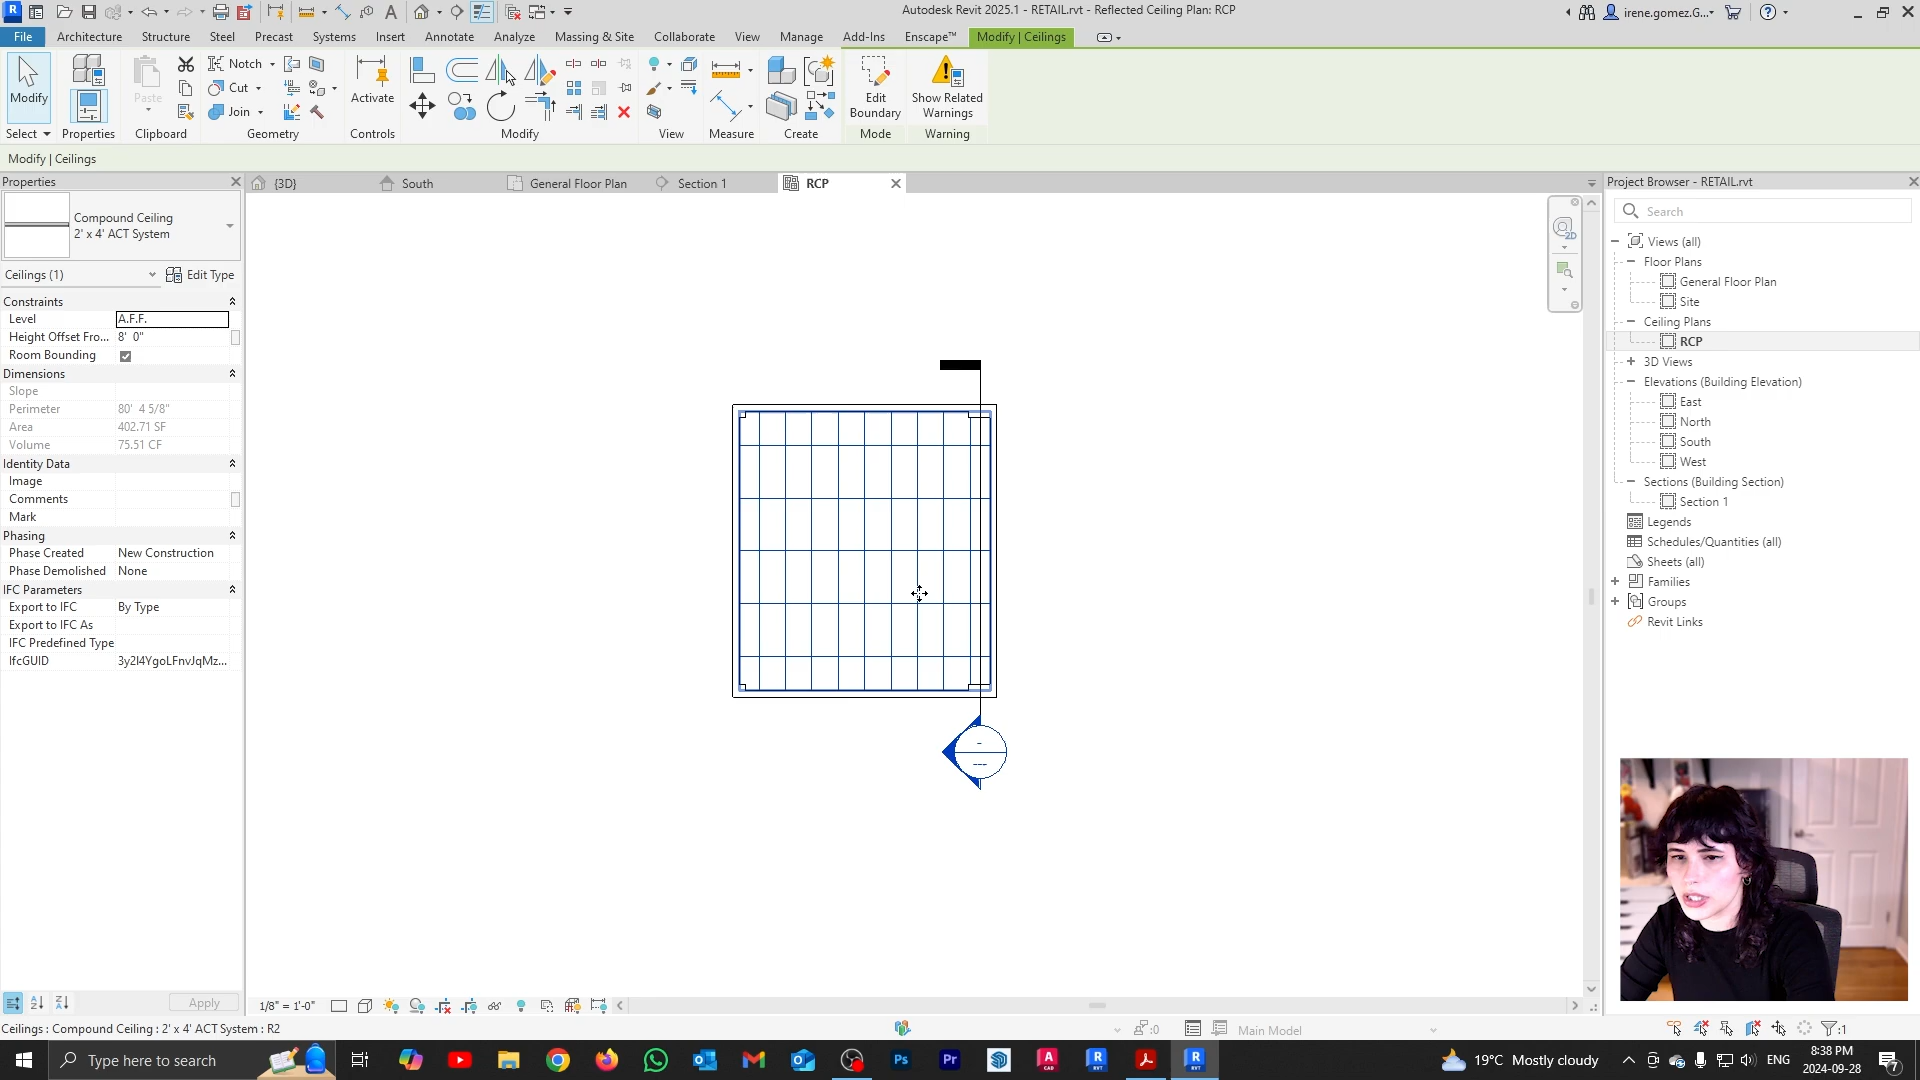 Autodesk Revit 2025.1 - RETAIL.rvt - Reflected Ceiling Plan: RCP
irene.gomez.G...
File Architecture Structure Steel Precast Systems Insert Annotate Analyze Massing & Site Collaborate View Manage Add-Ins Enscape™ Modify | Ceilings
Modify
Paste
Notch
Cut
Join
Activate
Edit
Boundary
Show Related
Warnings
Select Properties Clipboard Geometry Controls Modify View Measure Create Mode Warning
Modify | Ceilings
Properties
{3D} South General Floor Plan Section 1 RCP
Project Browser - RETAIL.rvt
Compound Ceiling
2' x 4' ACT System
Ceilings (1) Edit Type
Constraints
Level A.F.F.
Height Offset Fro... 8' 0"
Room Bounding
Dimensions
Slope
Perimeter 80' 4 5/8"
Area 402.71 SF
Volume 75.51 CF
Identity Data
Image
Comments
Mark
Phasing
Phase Created New Construction
Phase Demolished None
IFC Parameters
Export to IFC By Type
Export to IFC As
IFC Predefined Type
IfcGUID 3y2I4YgoLFnvJqMz...
Apply
2D
Search
Views (all)
Floor Plans
General Floor Plan
Site
Ceiling Plans
RCP
3D Views
Elevations (Building Elevation)
East
North
South
West
Sections (Building Section)
Section 1
Legends
Schedules/Quantities (all)
Sheets (all)
Families
Groups
Revit Links
1/8" = 1'-0"
Ceilings : Compound Ceiling : 2' x 4' ACT System : R2
:0
Main Model
:1
Type here to search
19°C Mostly cloudy
ENG
8:38 PM
2024-09-28
7